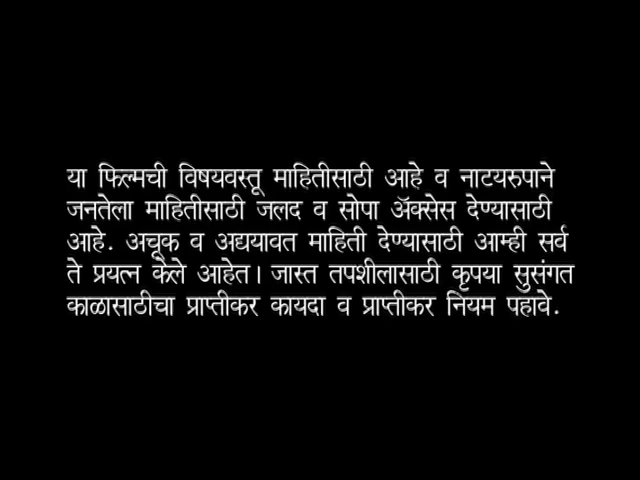 या फिल्मची विषयवस्तू माहितीसाठी आहे व नाटयरुपाने
जनतेला माहितीसाठी जलद व सोपा ॲक्सेस देण्यासाठी
आहे. अचूक व अद्ययावत माहिती देण्यासाठी आम्ही सर्व
ते प्रयत्न केले आहेत। जास्त तपशीलासाठी कृपया सुसंगत
काळासाठीचा प्राप्तीकर कायदा व प्राप्तीकर नियम पहावे.